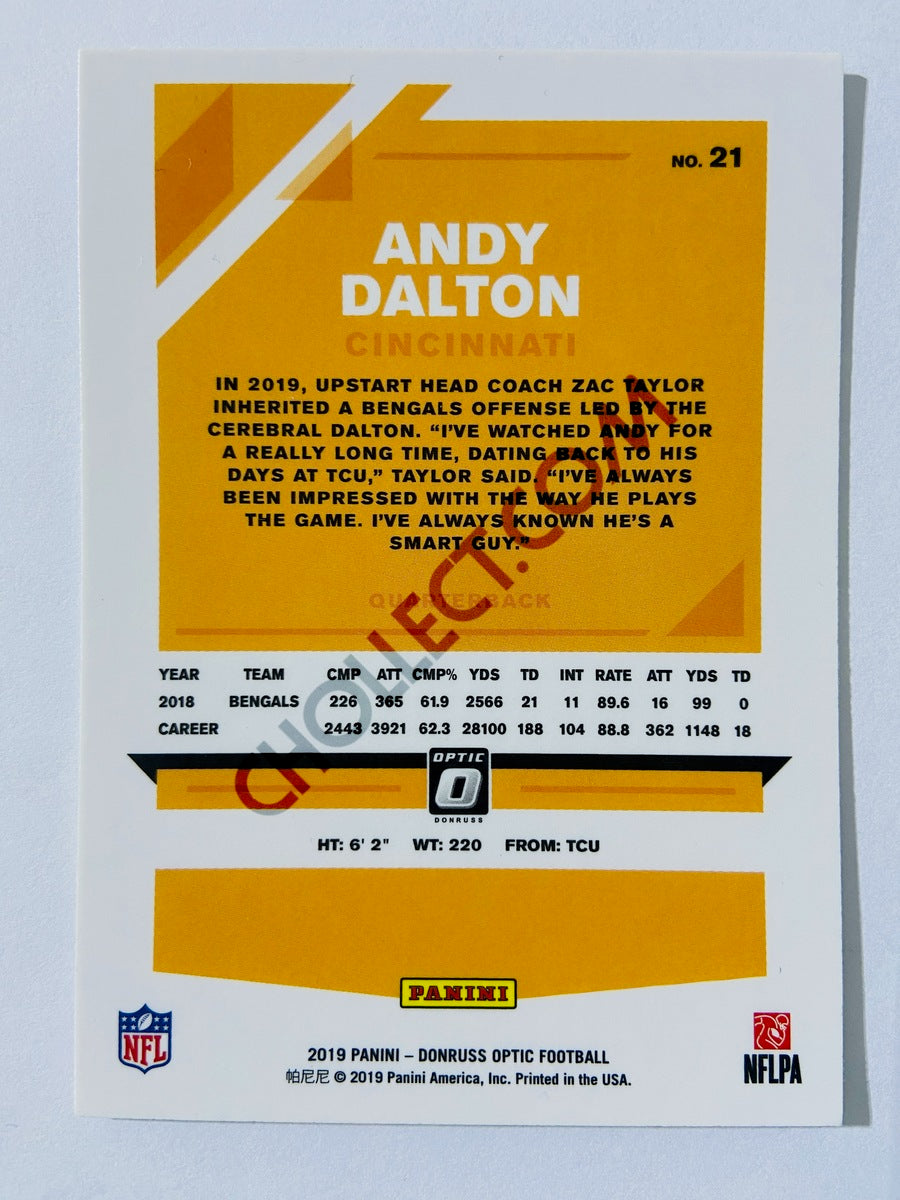 NO. 21
ANDY
DALTON
CINCINNATI
IN 2019, UPSTART HEAD COACH ZAC TAYLOR
INHERITED A BENGALS OFFENSE LED BY THE
CEREBRAL DALTON. “I’VE WATCHED ANDY FOR
A REALLY LONG TIME, DATING BACK TO HIS
DAYS AT TCU,” TAYLOR SAID. “I’VE ALWAYS
BEEN IMPRESSED WITH THE WAY HE PLAYS
THE GAME. I’VE ALWAYS KNOWN HE’S A
SMART GUY.”
QUARTERBACK
CHOLLECT.COM
YEAR TEAM CMP ATT CMP% YDS TD INT RATE ATT YDS TD
2018 BENGALS 226 365 61.9 2566 21 11 89.6 16 99 0
CAREER 2443 3921 62.3 28100 188 104 88.8 362 1148 18
OPTIC
O
DONRUSS
HT: 6' 2" WT: 220 FROM: TCU
PANINI
NFL
NFLPA
2019 PANINI – DONRUSS OPTIC FOOTBALL
帕尼尼 © 2019 Panini America, Inc. Printed in the USA.